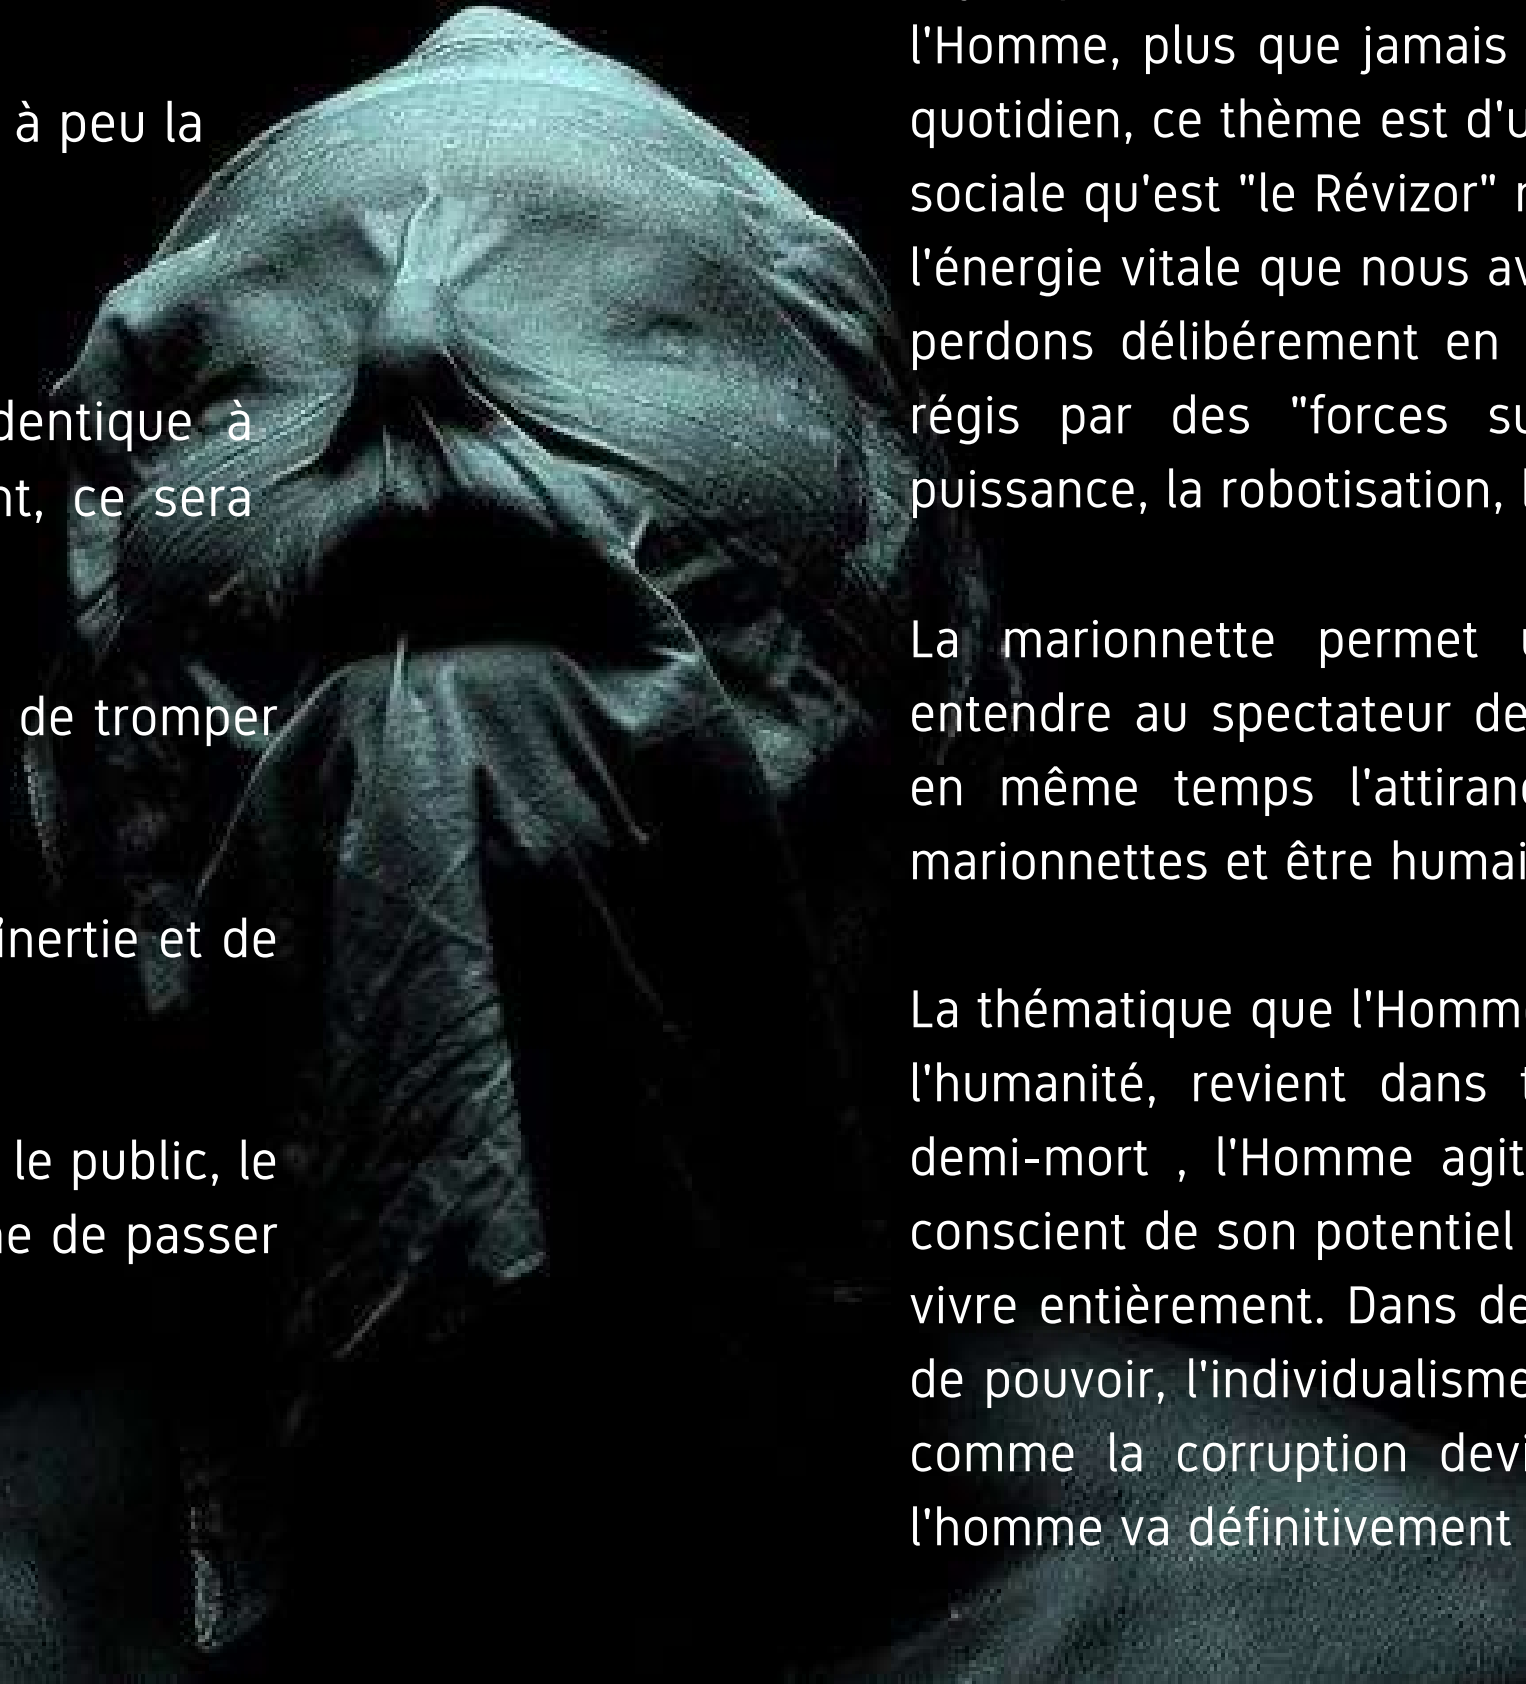 à peu la
dentique à
nt, ce sera
de tromper
inertie et de
le public, le
ne de passer
l'Homme, plus que jamais
quotidien, ce thème est d'u
sociale qu'est "le Révizor"
l'énergie vitale que nous av
perdons délibérement en
régis par des "forces su
puissance, la robotisation, l
La marionnette permet u
entendre au spectateur de
en même temps l'attiranc
marionnettes et être humai
La thématique que l'Homme
l'humanité, revient dans t
demi-mort , l'Homme agit
conscient de son potentiel
vivre entièrement. Dans de
de pouvoir, l'individualisme
comme la corruption devi
l'homme va définitivement